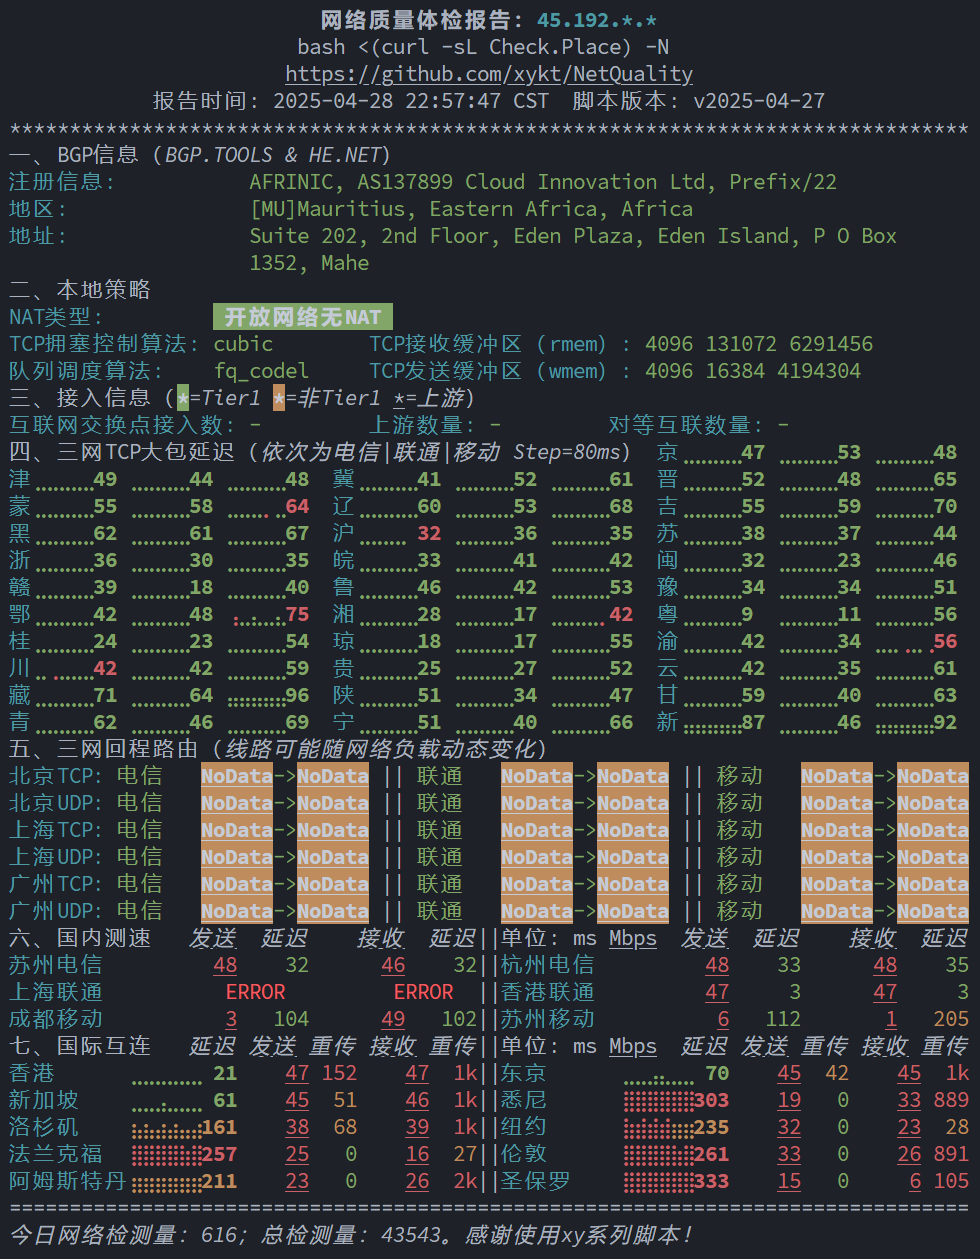 网络质量体检报告: 45.192.*.*
bash <(curl -sL Check.Place) -N
https://github.com/xykt/NetQuality
报告时间: 2025-04-28 22:57:47 CST 脚本版本: v2025-04-27
********************************************************************************
一、BGP信息 (BGP.TOOLS & HE.NET)
注册信息: AFRINIC, AS137899 Cloud Innovation Ltd, Prefix/22
地区: [MU]Mauritius, Eastern Africa, Africa
地址: Suite 202, 2nd Floor, Eden Plaza, Eden Island, P O Box
1352, Mahe
二、本地策略
NAT类型: 开放网络无NAT
TCP拥塞控制算法: cubic TCP接收缓冲区 (rmem) : 4096 131072 6291456
队列调度算法: fq_codel TCP发送缓冲区 (wmem) : 4096 16384 4194304
三、接入信息 (*=Tier1 *=非Tier1 *=上游)
互联网交换点接入数: - 上游数量: - 对等互联数量: -
四、三网TCP大包延迟 (依次为电信|联通|移动 Step=80ms) 京 47 53 48
津 49 44 48 冀 41 52 61 晋 52 48 65
蒙 55 58 64 辽 60 53 68 吉 55 59 70
黑 62 61 67 沪 32 36 35 苏 38 37 44
浙 36 30 35 皖 33 41 42 闽 32 23 46
赣 39 18 40 鲁 46 42 53 豫 34 34 51
鄂 42 48 75 湘 28 17 42 粤 9 11 56
桂 24 23 54 琼 18 17 55 渝 42 34 56
川 42 42 59 贵 25 27 52 云 42 35 61
藏 71 64 96 陕 51 34 47 甘 59 40 63
青 62 46 69 宁 51 40 66 新 87 46 92
五、三网回程路由 (线路可能随网络负载动态变化)
北京TCP: 电信 NoData->NoData || 联通 NoData->NoData || 移动 NoData->NoData
北京UDP: 电信 NoData->NoData || 联通 NoData->NoData || 移动 NoData->NoData
上海TCP: 电信 NoData->NoData || 联通 NoData->NoData || 移动 NoData->NoData
上海UDP: 电信 NoData->NoData || 联通 NoData->NoData || 移动 NoData->NoData
广州TCP: 电信 NoData->NoData || 联通 NoData->NoData || 移动 NoData->NoData
广州UDP: 电信 NoData->NoData || 联通 NoData->NoData || 移动 NoData->NoData
六、国内测速 发送 延迟 接收 延迟||单位: ms Mbps 发送 延迟 接收 延迟
苏州电信 48 32 46 32||杭州电信 48 33 48 35
上海联通 ERROR ERROR ||香港联通 47 3 47 3
成都移动 3 104 49 102||苏州移动 6 112 1 205
七、国际互连 延迟 发送 重传 接收 重传||单位: ms Mbps 延迟 发送 重传 接收 重传
香港 21 47 152 47 1k||东京 70 45 42 45 1k
新加坡 61 45 51 46 1k||悉尼 303 19 0 33 889
洛杉矶 161 38 68 39 1k||纽约 235 32 0 23 28
法兰克福 257 25 0 16 27||伦敦 261 33 0 26 891
阿姆斯特丹 211 23 0 26 2k||圣保罗 333 15 0 6 105
================================================================================
今日网络检测量: 616; 总检测量: 43543。感谢使用xy系列脚本!